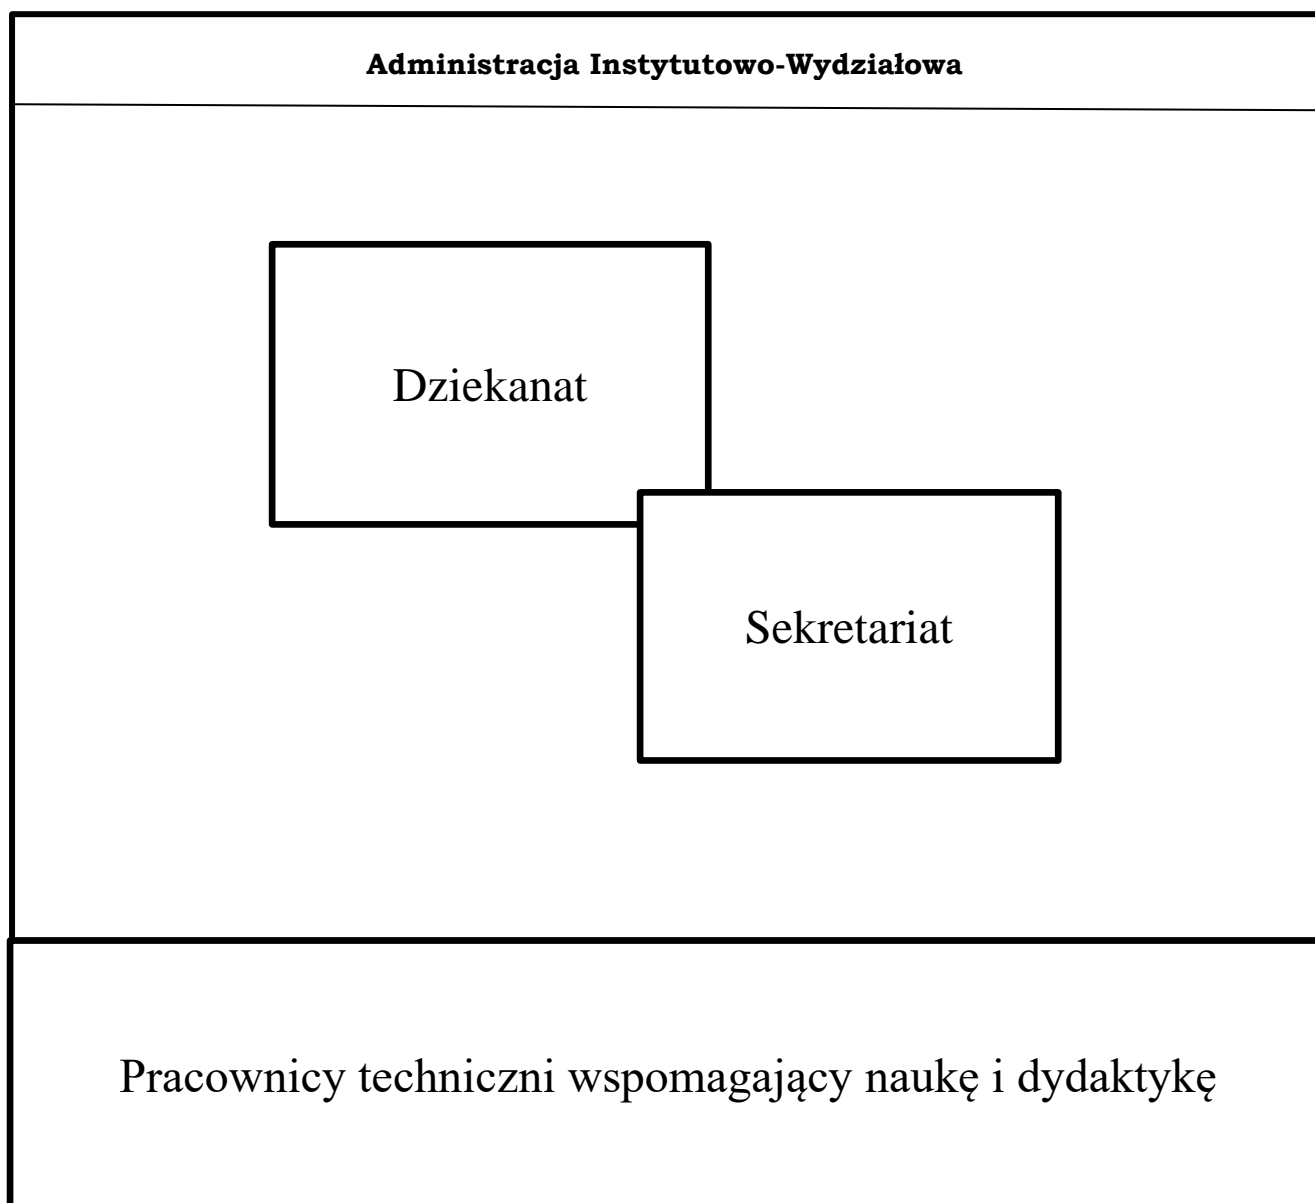 Administracja Instytutowo-Wydziałowa
Dziekanat
Sekretariat
Pracownicy techniczni wspomagający naukę i dydaktykę